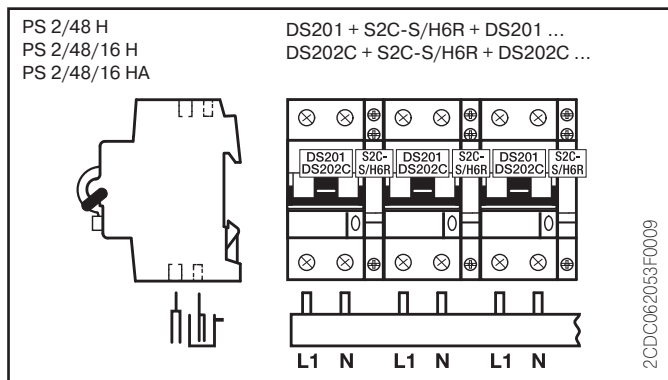 PS 2/48 H
PS 2/48/16 H
PS 2/48/16 HA
DS201 + S2C-S/H6R + DS201 ...
DS202C + S2C-S/H6R + DS202C ...
DS201 S2C- DS201 S2C- DS201 S2C-
DS202C S/H6R DS202C S/H6R DS202C S/H6R
L1 N L1 N L1 N
2CDC062053F0009